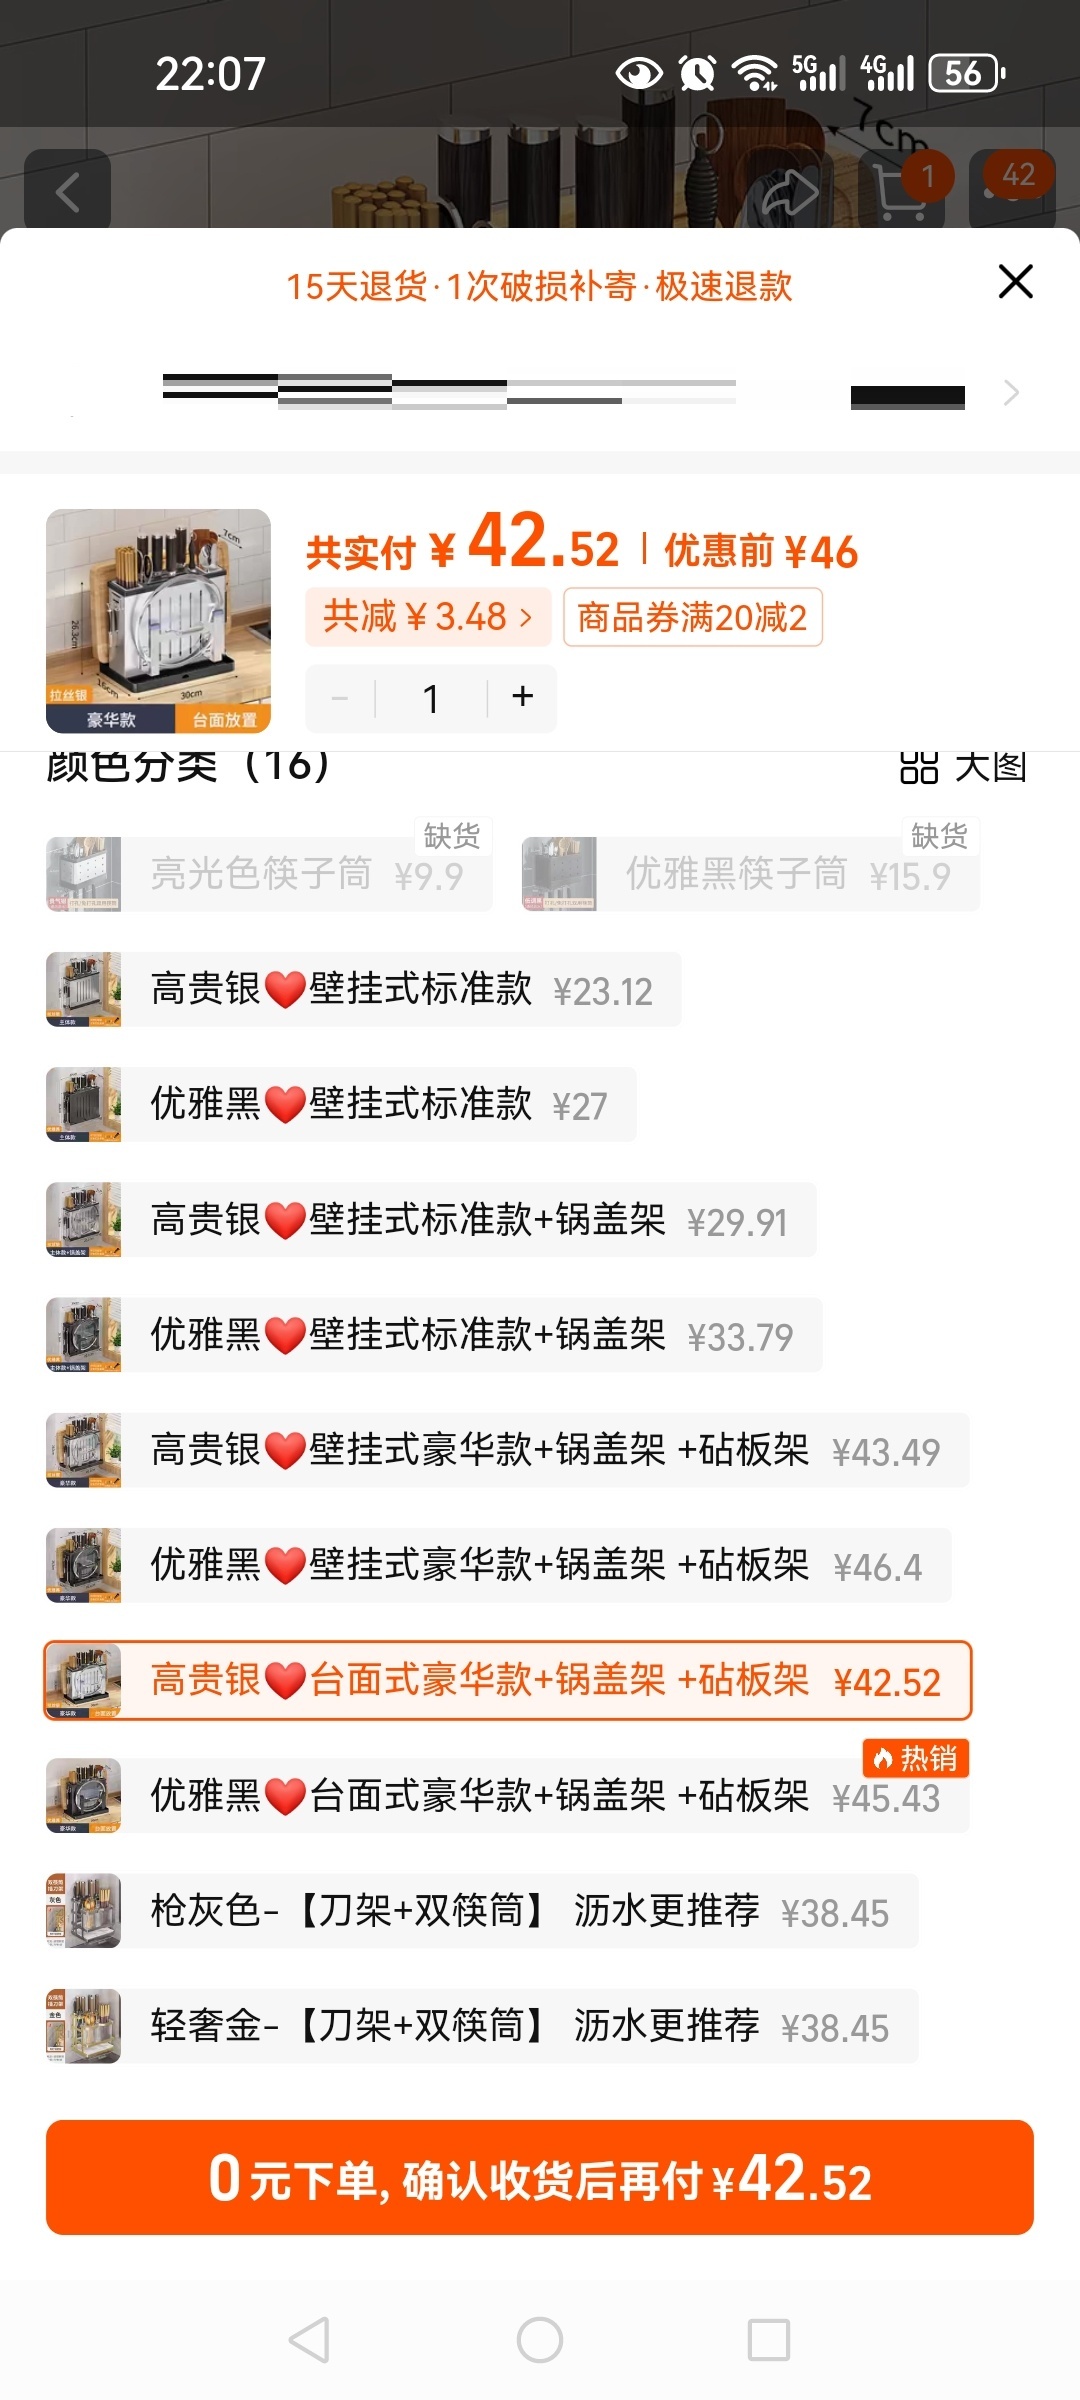 22:07
5G
4G
56
7cm
1
42
15天退货·1次破损补寄·极速退款
共实付 ¥ 42.52 | 优惠前 ¥46
共减 ¥ 3.48 >
商品券满20减2
7cm
26.3cm
15cm
30cm
拉丝银
豪华款
台面放置
1
颜色分类（16）
大图
缺货
亮光色筷子筒 ¥9.9
缺货
优雅黑筷子筒 ¥15.9
高贵银❤️壁挂式标准款 ¥23.12
优雅黑❤️壁挂式标准款 ¥27
高贵银❤️壁挂式标准款+锅盖架 ¥29.91
优雅黑❤️壁挂式标准款+锅盖架 ¥33.79
高贵银❤️壁挂式豪华款+锅盖架 +砧板架 ¥43.49
优雅黑❤️壁挂式豪华款+锅盖架 +砧板架 ¥46.4
高贵银❤️台面式豪华款+锅盖架 +砧板架 ¥42.52
热销
优雅黑❤️台面式豪华款+锅盖架 +砧板架 ¥45.43
枪灰色-【刀架+双筷筒】 沥水更推荐 ¥38.45
轻奢金-【刀架+双筷筒】 沥水更推荐 ¥38.45
0元下单, 确认收货后再付¥42.52